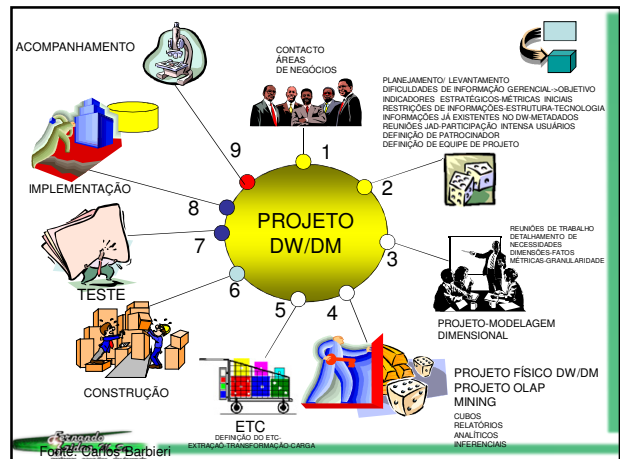 ACOMPANHAMENTO
CONTACTO
ÁREAS
DE NEGÓCIOS
PLANEJAMENTO/ LEVANTAMENTO
DIFICULDADES DE INFORMAÇÃO GERENCIAL->OBJETIVO
INDICADORES ESTRATÉGICOS-MÉTRICAS INICIAIS
RESTRIÇÕES DE INFORMAÇÕES-ESTRUTURA-TECNOLOGIA
INFORMAÇÕES JÁ EXISTENTES NO DW-METADADOS
REUNIÕES JAD-PARTICIPAÇÃO INTENSA USUÁRIOS
DEFINIÇÃO DE PATROCINADOR
DEFINIÇÃO DE EQUIPE DE PROJETO
9
1
2
IMPLEMENTAÇÃO
8
PROJETO
DW/DM
7
3
REUNIÕES DE TRABALHO
DETALHAMENTO DE
NECESSIDADES
DIMENSÕES-FATOS
MÉTRICAS-GRANULARIDADE
TESTE
6
5
4
PROJETO-MODELAGEM
DIMENSIONAL
CONSTRUÇÃO
PROJETO FÍSICO DW/DM
PROJETO OLAP
MINING
CUBOS
RELATÓRIOS
ANALÍTICOS
INFERENCIAIS
ETC
DEFINIÇÃO DO ETC-
EXTRAÇAÕ-TRANSFORMAÇÃO-CARGA
Fernando
Fonte: Carlos Barbieri